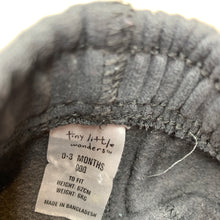 tiny little
wonders
0-3 MONTHS
000
TO FIT
HEIGHT: 62CM
WEIGHT: 6KG
MADE IN BANGLADESH